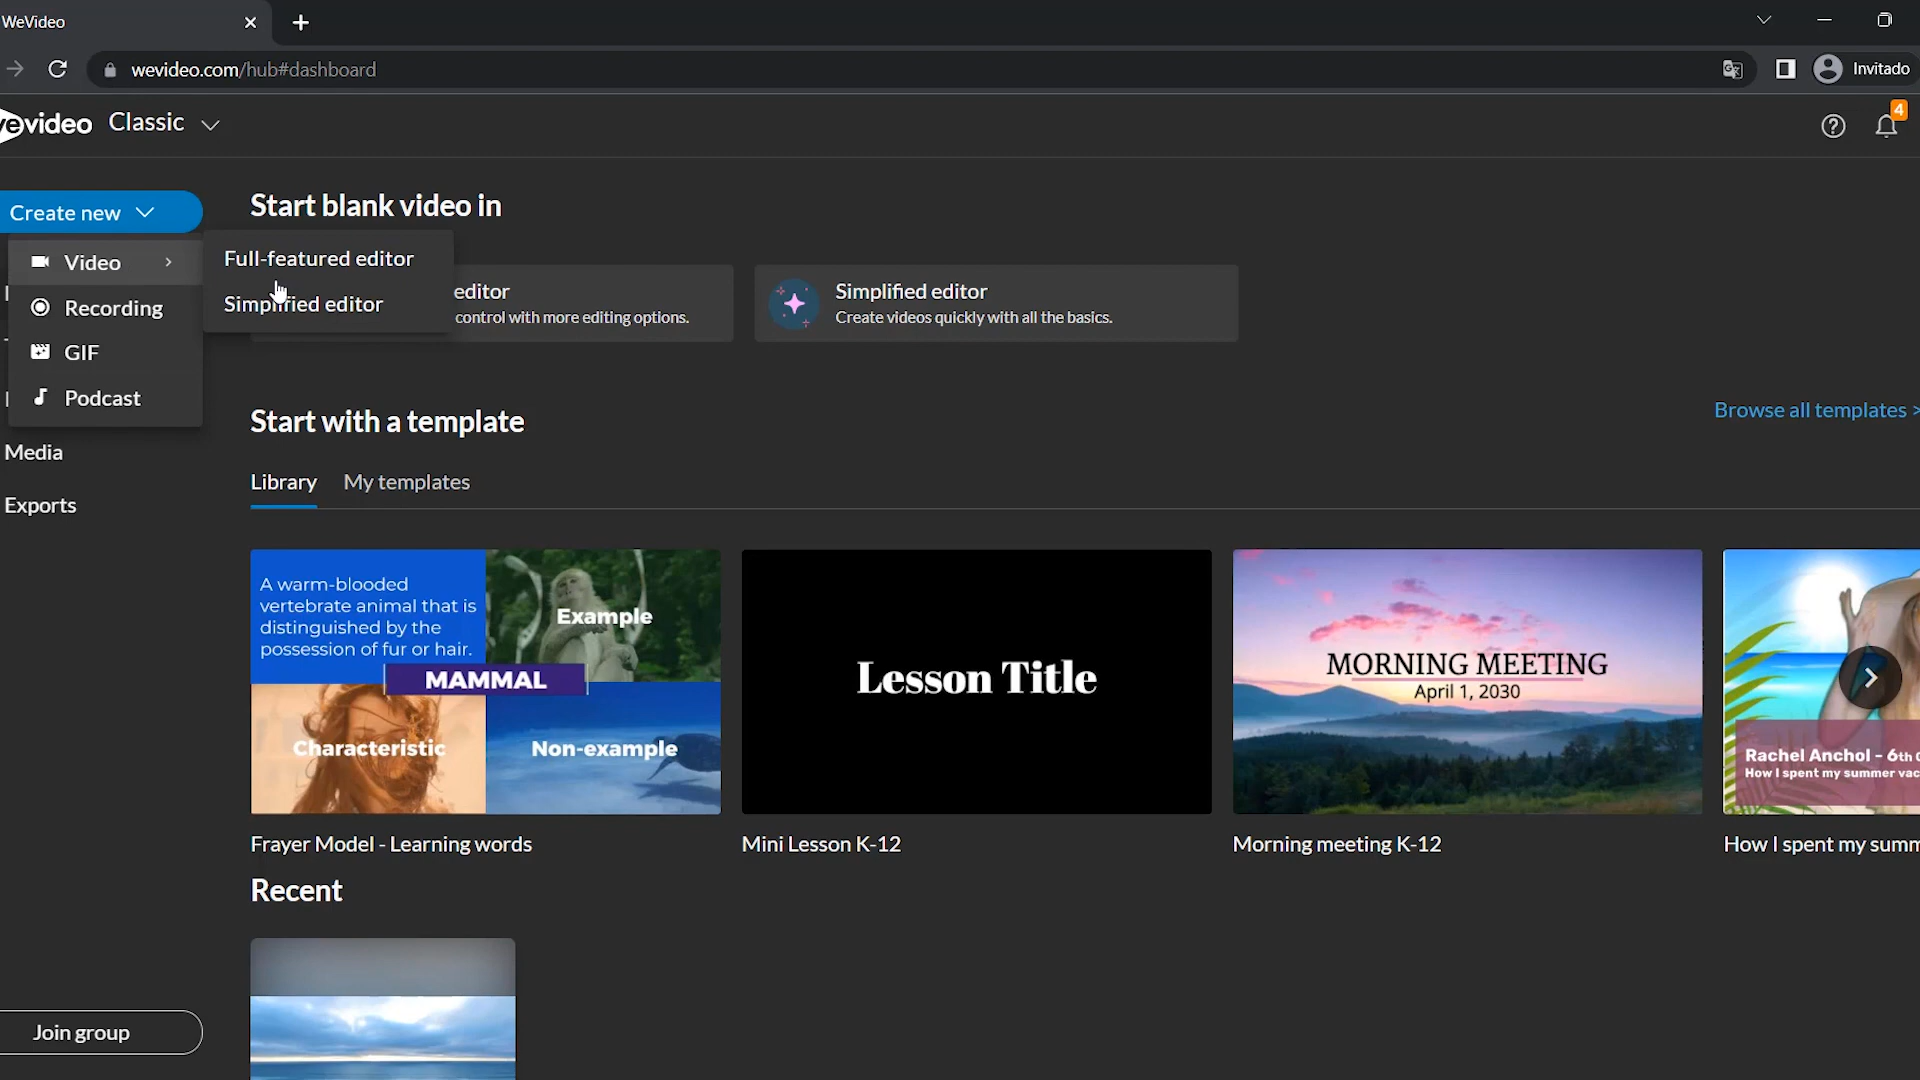 WeVideo
wevideo.com/hub#dashboard
Invitado
wevideo Classic
4
Create new
Start blank video in
Video
Full-featured editor
Recording
Simplified editor
GIF
Podcast
editor
control with more editing options.
Simplified editor
Create videos quickly with all the basics.
Start with a template
Browse all templates >
Media
Library
My templates
Exports
A warm-blooded
vertebrate animal that is
distinguished by the
possession of fur or hair.
Example
MAMMAL
Characteristic
Non-example
Lesson Title
MORNING MEETING
April 1, 2030
Rachel Anchol - 6th
How I spent my summer vac
Frayer Model - Learning words
Mini Lesson K-12
Morning meeting K-12
How I spent my summ
Recent
Join group